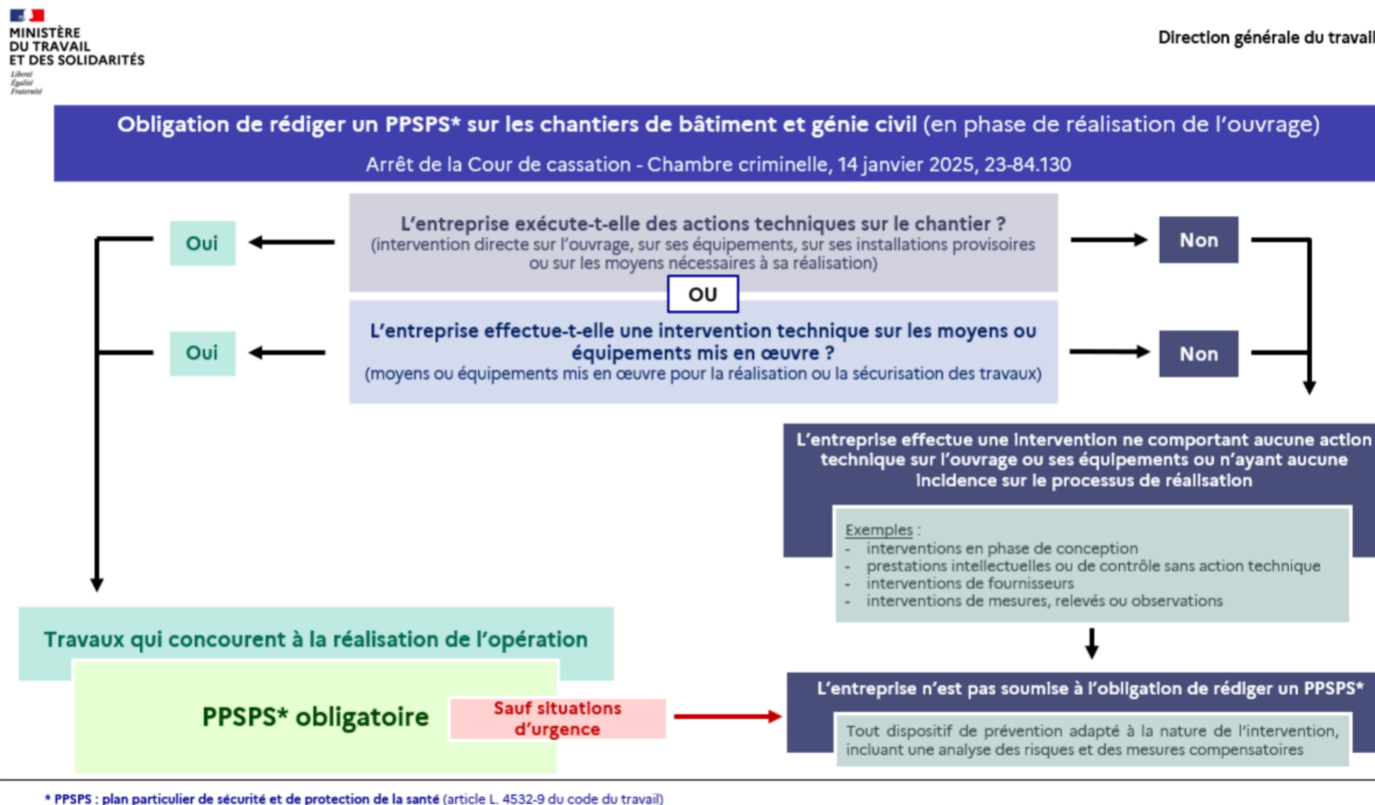 MINISTÈRE
DU TRAVAIL
ET DES SOLIDARITÉS
Liberté
Égalité
Fraternité
Direction générale du travail
Obligation de rédiger un PPSPS* sur les chantiers de bâtiment et génie civil (en phase de réalisation de l'ouvrage)
Arrêt de la Cour de cassation - Chambre criminelle, 14 janvier 2025, 23-84.130
L'entreprise exécute-t-elle des actions techniques sur le chantier ?
(intervention directe sur l'ouvrage, sur ses équipements, sur ses installations provisoires
ou sur les moyens nécessaires à sa réalisation)
Oui
Non
OU
L'entreprise effectue-t-elle une intervention technique sur les moyens ou
équipements mis en œuvre ?
(moyens ou équipements mis en œuvre pour la réalisation ou la sécurisation des travaux)
Oui
Non
L'entreprise effectue une intervention ne comportant aucune action
technique sur l'ouvrage ou ses équipements ou n'ayant aucune
incidence sur le processus de réalisation
Exemples :
- interventions en phase de conception
- prestations intellectuelles ou de contrôle sans action technique
- interventions de fournisseurs
- interventions de mesures, relevés ou observations
Travaux qui concourent à la réalisation de l'opération
PPSPS* obligatoire
Sauf situations
d'urgence
L'entreprise n'est pas soumise à l'obligation de rédiger un PPSPS*
Tout dispositif de prévention adapté à la nature de l'intervention,
incluant une analyse des risques et des mesures compensatoires
* PPSPS : plan particulier de sécurité et de protection de la santé (article L. 4532-9 du code du travail)